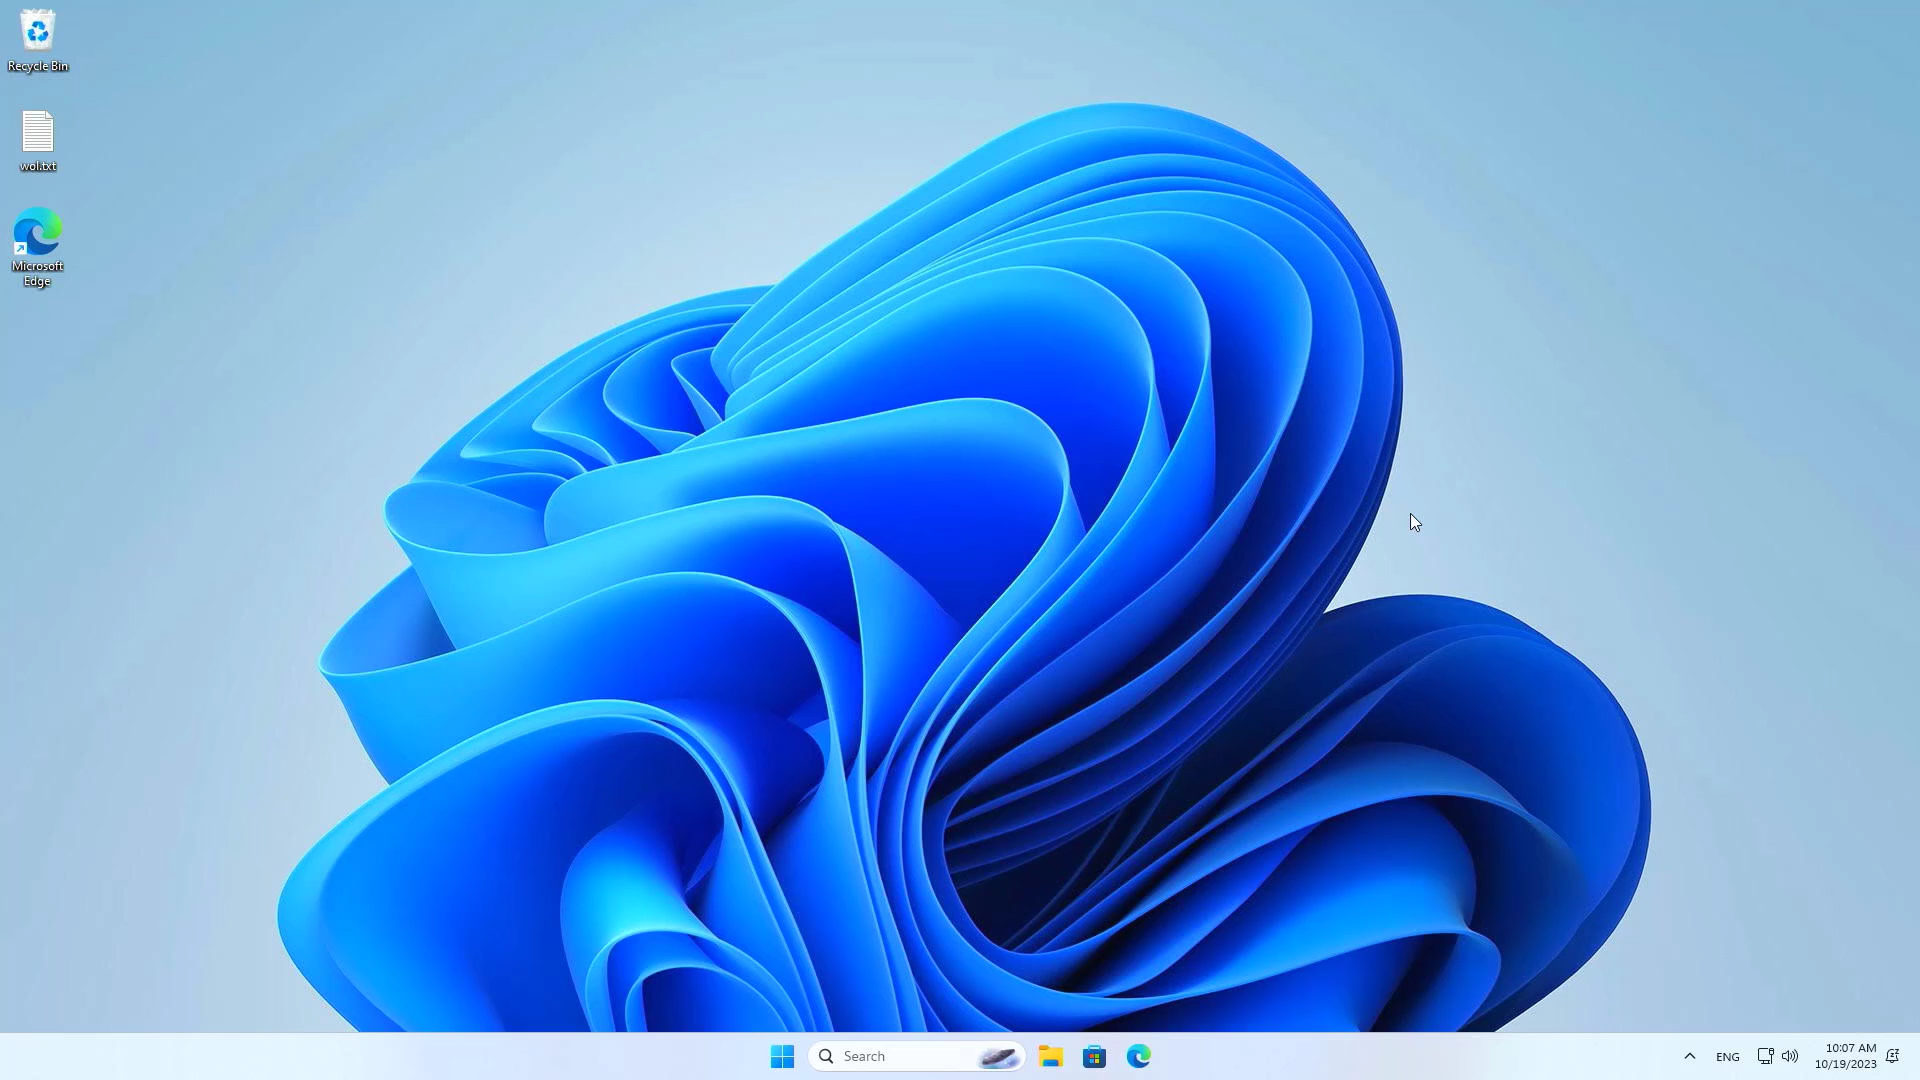 Recycle Bin
wol.txt
Microsoft
Edge
Search
ENG
10:07 AM
10/19/2023